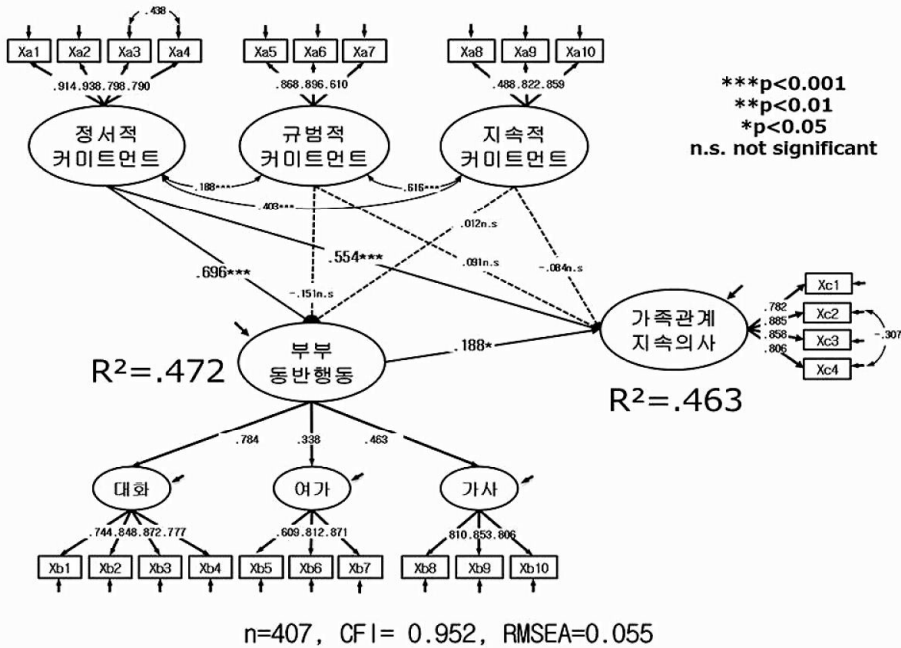 .438
Xa1 Xa2 Xa3 Xa4 Xa5 Xa6 Xa7 Xa8 Xa9 Xa10
.914 .938 .798 .790 .868 .896 .610 .488 .822 .859
***p<0.001
**p<0.01
*p<0.05
n.s. not significant
정서적
커미트먼트
규범적
커미트먼트
지속적
커미트먼트
.188***
.616***
.403***
.012n.s
.554***
.091n.s
-.084n.s
.696***
-.151n.s
Xc1
.782
Xc2
.885
-.307
.858
Xc3
.806
Xc4
가족관계
지속의사
부부
동반행동
.188*
R²=.472
R²=.463
.784 .338 .463
대화 여가 가사
.744 .848 .872 .777 .609 .812 .871 810 .853 .806
Xb1 Xb2 Xb3 Xb4 Xb5 Xb6 Xb7 Xb8 Xb9 Xb10
n=407, CFI= 0.952, RMSEA=0.055